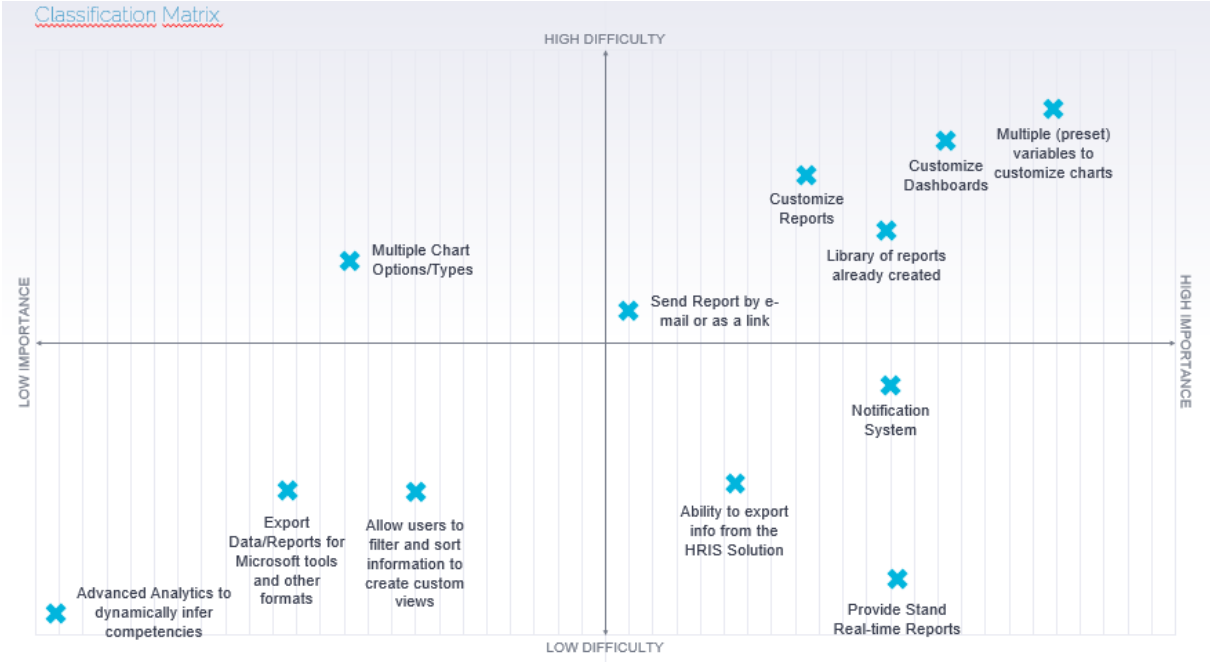 Classification Matrix
HIGH DIFFICULTY
Multiple (preset)
variables to
customize charts
Customize
Dashboards
Customize
Reports
Library of reports
already created
Multiple Chart
Options/Types
Send Report by e-
mail or as a link
LOW IMPORTANCE
HIGH IMPORTANCE
Notification
System
Ability to export
info from the
HRIS Solution
Export
Data/Reports for
Microsoft tools
and other
formats
Allow users to
filter and sort
information to
create custom
views
Advanced Analytics to
dynamically infer
competencies
Provide Stand
Real-time Reports
LOW DIFFICULTY